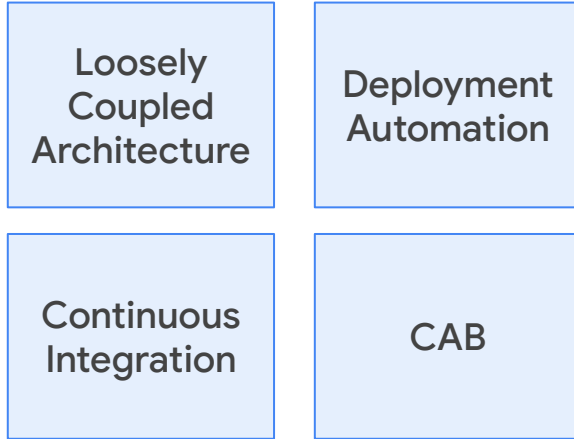 Loosely
Coupled
Architecture
Deployment
Automation
Continuous
Integration
CAB